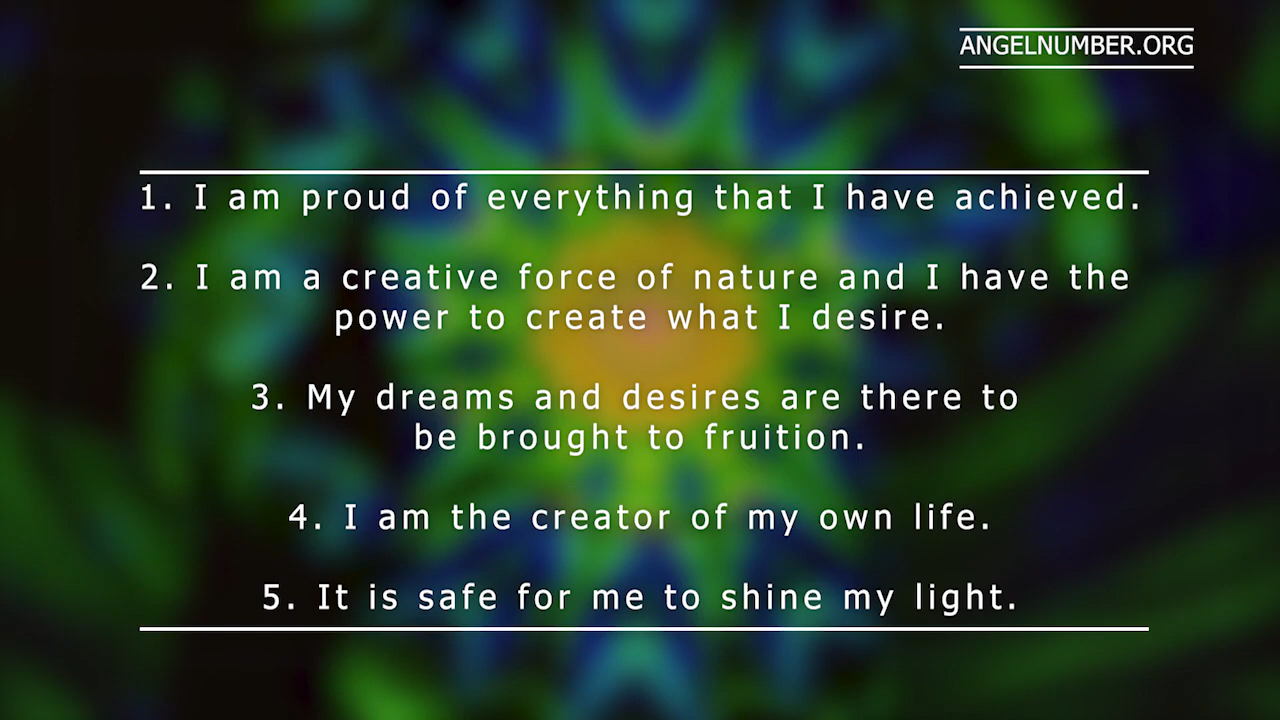 ANGELNUMBER.ORG
1. I am proud of everything that I have achieved.
2. I am a creative force of nature and I have the
power to create what I desire.
3. My dreams and desires are there to
be brought to fruition.
4. I am the creator of my own life.
5. It is safe for me to shine my light.